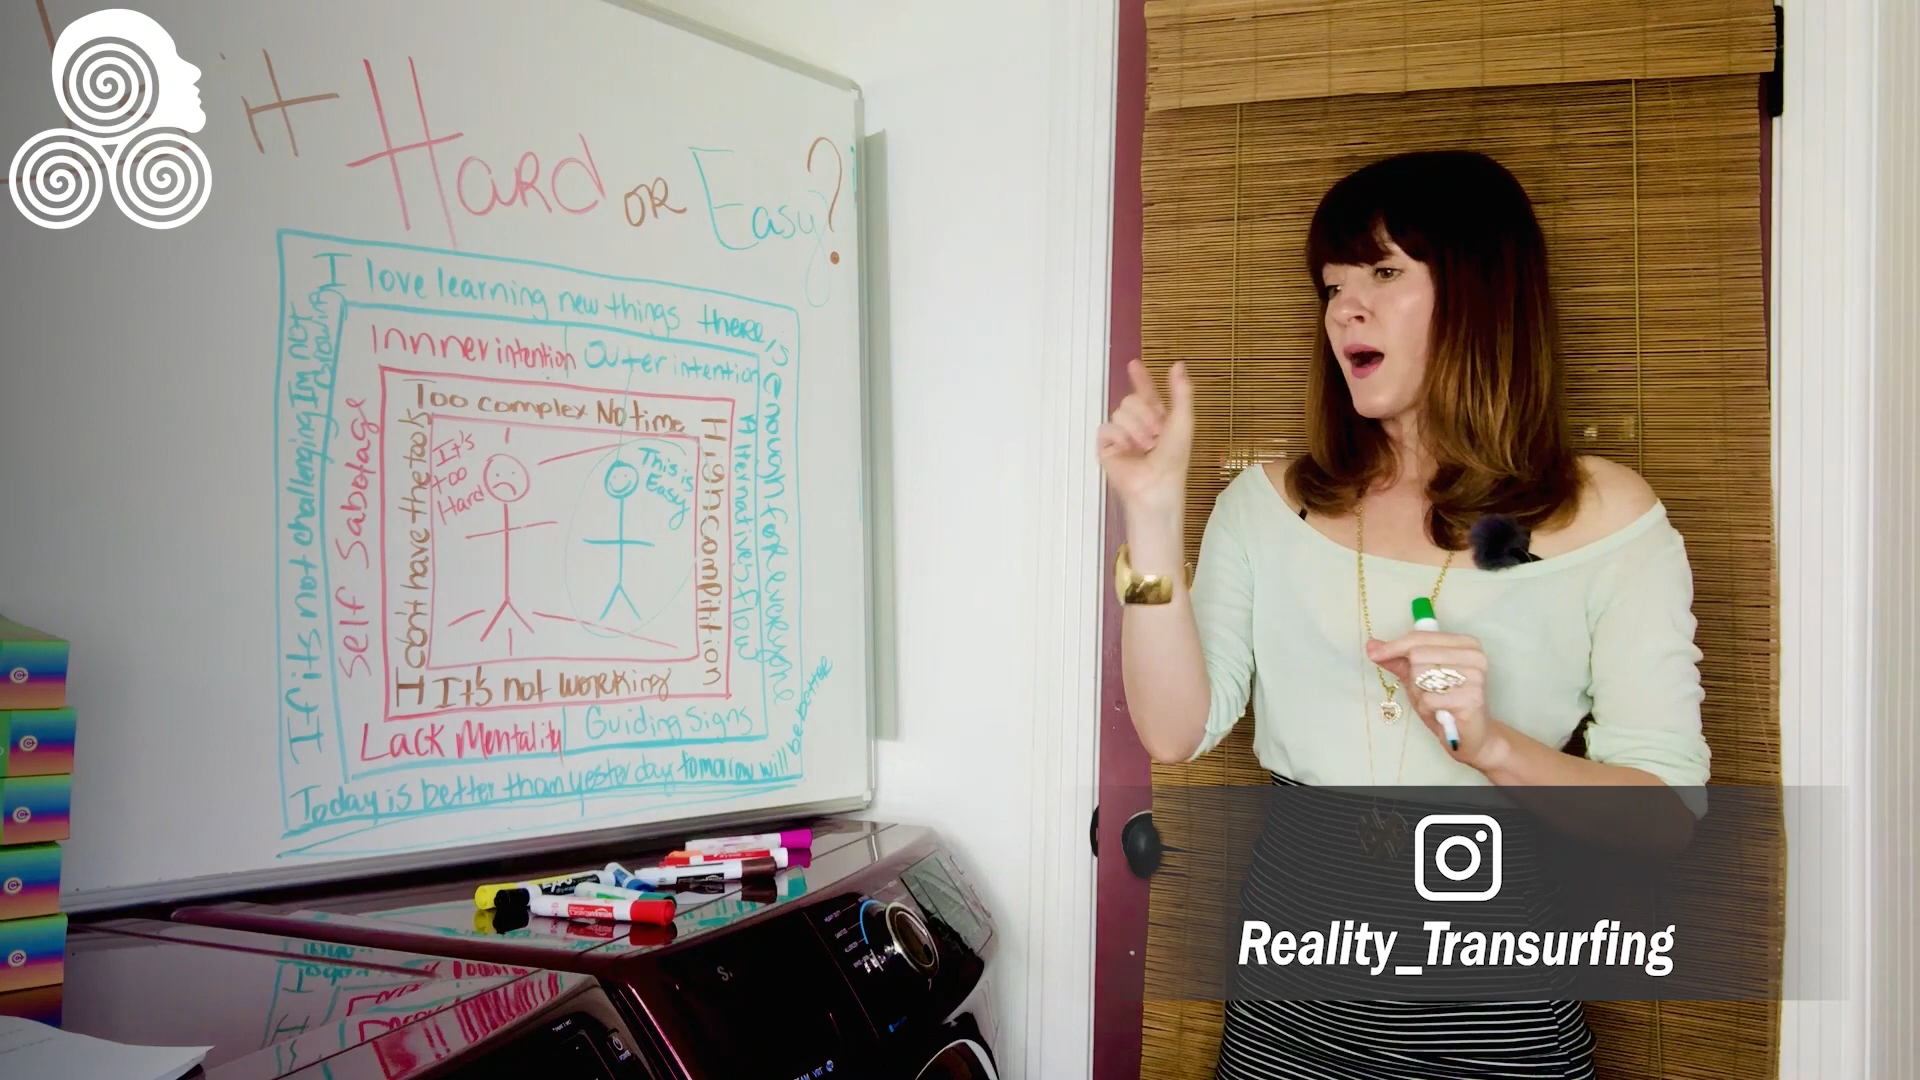 it Hard or Easy?
I love learning new things there is
enough for everyone
If its not challenging Im not
Growing
Today is better than yesterday tomorrow will
be better
Innner intention
Outer intention
Self Sabotage
Alternatives flow
Lack Mentality
Guiding Signs
Too complex No time
I don't have the tools
High competition
It's not working
It's
too
Hard
This is
Easy
Reality_Transurfing